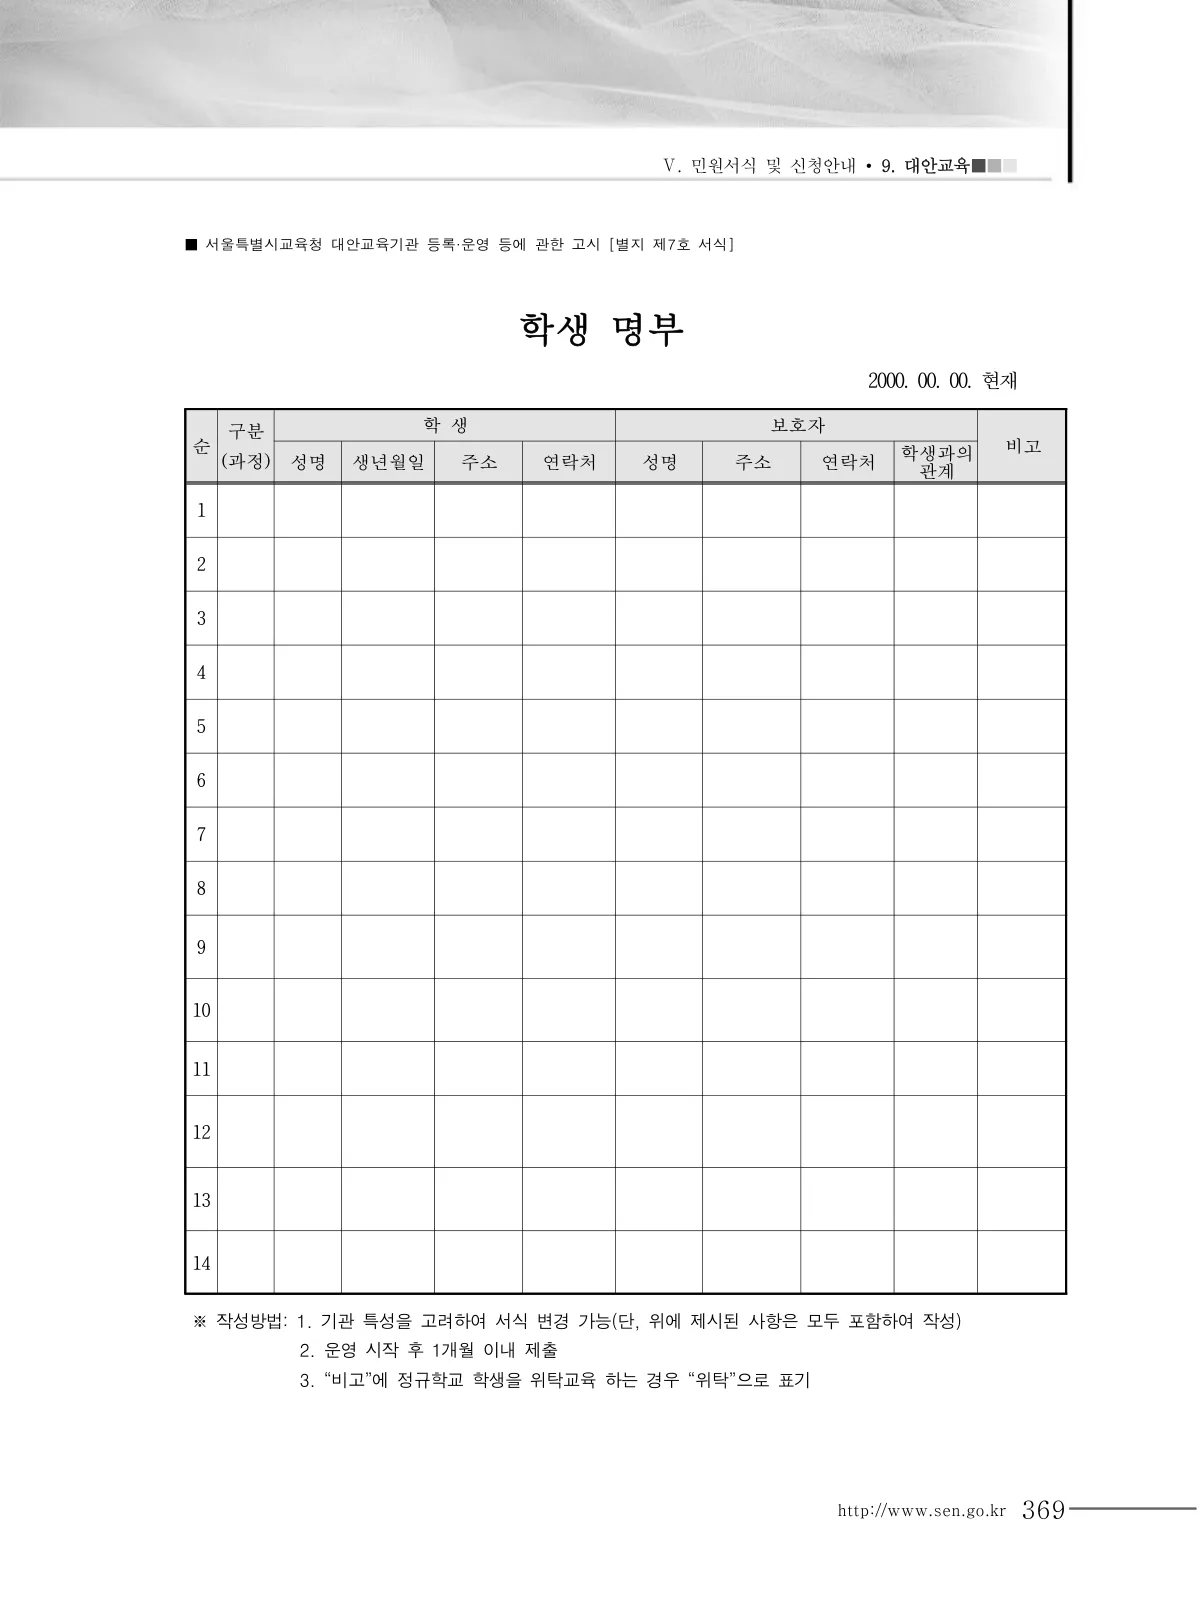 Ⅴ. 민원서식 및 신청안내 • 9. 대안교육
■ 서울특별시교육청 대안교육기관 등록·운영 등에 관한 고시 [별지 제7호 서식]
학생 명부
2000. 00. 00. 현재
순 구분 (과정) 학 생 보호자 비고
성명 생년월일 주소 연락처 성명 주소 연락처 학생과의 관계
1
2
3
4
5
6
7
8
9
10
11
12
13
14
※ 작성방법: 1. 기관 특성을 고려하여 서식 변경 가능(단, 위에 제시된 사항은 모두 포함하여 작성)
2. 운영 시작 후 1개월 이내 제출
3. “비고”에 정규학교 학생을 위탁교육 하는 경우 “위탁”으로 표기
http://www.sen.go.kr 369